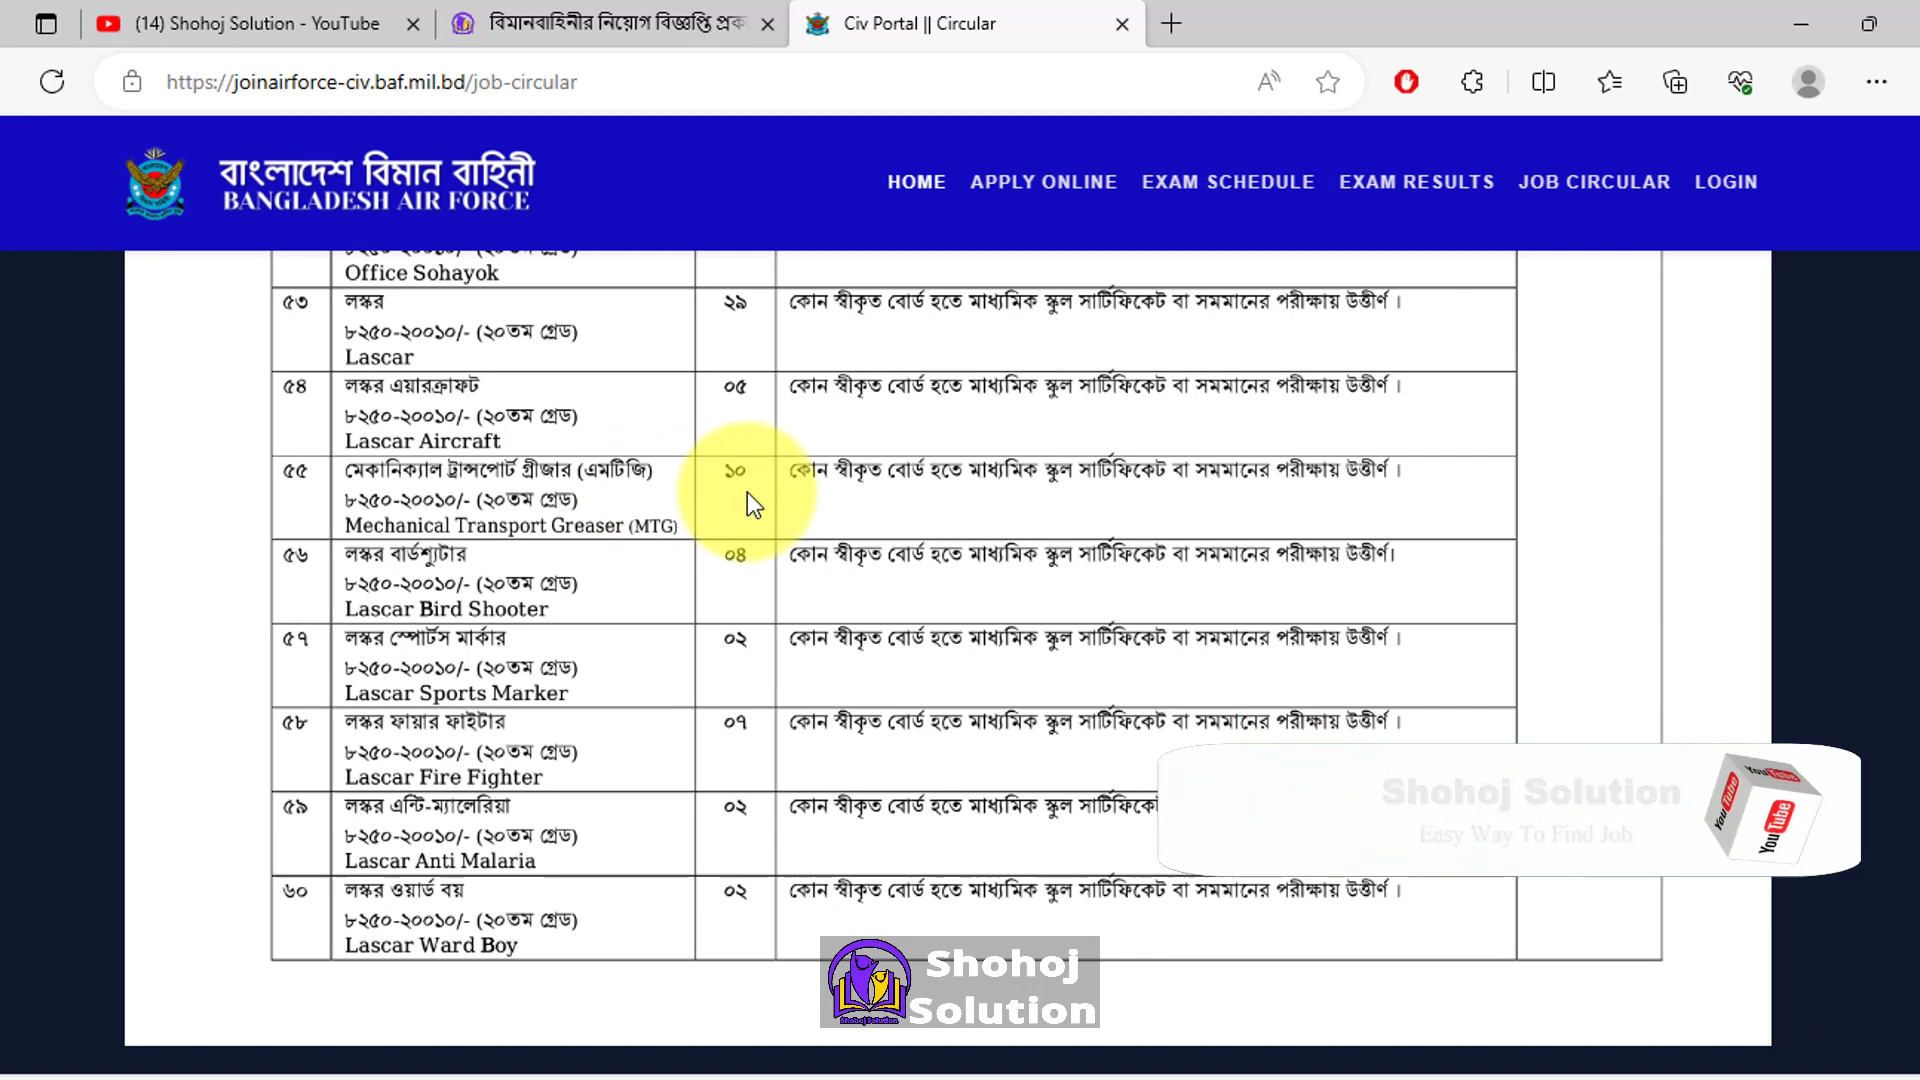 (14) Shohoj Solution - YouTube
বিমানবাহিনীর নিয়োগ বিজ্ঞপ্তি প্রক
Civ Portal || Circular
https://joinairforce-civ.baf.mil.bd/job-circular
বাংলাদেশ বিমান বাহিনী
BANGLADESH AIR FORCE
HOME APPLY ONLINE EXAM SCHEDULE EXAM RESULTS JOB CIRCULAR LOGIN
৮২৫০-২০০১০/- (২০তম গ্রেড)
Office Sohayok
৫৩ লস্কর ২৯ কোন স্বীকৃত বোর্ড হতে মাধ্যমিক স্কুল সার্টিফিকেট বা সমমানের পরীক্ষায় উত্তীর্ণ ।
৮২৫০-২০০১০/- (২০তম গ্রেড)
Lascar
৫৪ লস্কর এয়ারক্রাফট ০৫ কোন স্বীকৃত বোর্ড হতে মাধ্যমিক স্কুল সার্টিফিকেট বা সমমানের পরীক্ষায় উত্তীর্ণ ।
৮২৫০-২০০১০/- (২০তম গ্রেড)
Lascar Aircraft
৫৫ মেকানিক্যাল ট্রান্সপোর্ট গ্রীজার (এমটিজি) ১০ কোন স্বীকৃত বোর্ড হতে মাধ্যমিক স্কুল সার্টিফিকেট বা সমমানের পরীক্ষায় উত্তীর্ণ ।
৮২৫০-২০০১০/- (২০তম গ্রেড)
Mechanical Transport Greaser (MTG)
৫৬ লস্কর বার্ডশ্যুটার ০৪ কোন স্বীকৃত বোর্ড হতে মাধ্যমিক স্কুল সার্টিফিকেট বা সমমানের পরীক্ষায় উত্তীর্ণ।
৮২৫০-২০০১০/- (২০তম গ্রেড)
Lascar Bird Shooter
৫৭ লস্কর স্পোর্টস মার্কার ০২ কোন স্বীকৃত বোর্ড হতে মাধ্যমিক স্কুল সার্টিফিকেট বা সমমানের পরীক্ষায় উত্তীর্ণ ।
৮২৫০-২০০১০/- (২০তম গ্রেড)
Lascar Sports Marker
৫৮ লস্কর ফায়ার ফাইটার ০৭ কোন স্বীকৃত বোর্ড হতে মাধ্যমিক স্কুল সার্টিফিকেট বা সমমানের পরীক্ষায় উত্তীর্ণ ।
৮২৫০-২০০১০/- (২০তম গ্রেড)
Lascar Fire Fighter
৫৯ লস্কর এন্টি-ম্যালেরিয়া ০২ কোন স্বীকৃত বোর্ড হতে মাধ্যমিক স্কুল সার্টিফিকে
৮২৫০-২০০১০/- (২০তম গ্রেড)
Lascar Anti Malaria
৬০ লস্কর ওয়ার্ড বয় ০২ কোন স্বীকৃত বোর্ড হতে মাধ্যমিক স্কুল সার্টিফিকেট বা সমমানের পরীক্ষায় উত্তীর্ণ ।
৮২৫০-২০০১০/- (২০তম গ্রেড)
Lascar Ward Boy
Shohoj Solution
Easy Way To Find Job
YouTube
YouTube
YouTube
Shohoj
Solution
Shohoj Solution